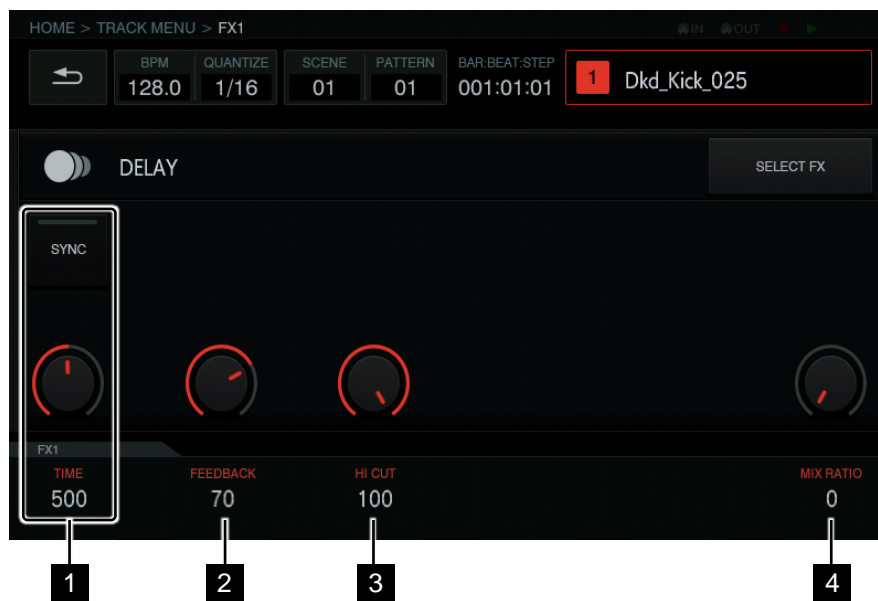 HOME > TRACK MENU > FX1
IN OUT
BPM QUANTIZE SCENE PATTERN BAR:BEAT:STEP
128.0 1/16 01 01 001:01:01
1 Dkd_Kick_025
DELAY
SELECT FX
SYNC
FX1
TIME FEEDBACK HI CUT MIX RATIO
500 70 100 0
1 2 3 4